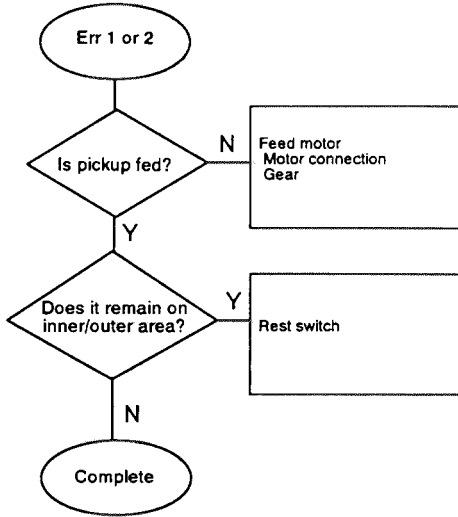 Err 1 or 2
Is pickup fed?
N
Feed motor
Motor connection
Gear
Y
Does it remain on
inner/outer area?
Y
Rest switch
N
Complete